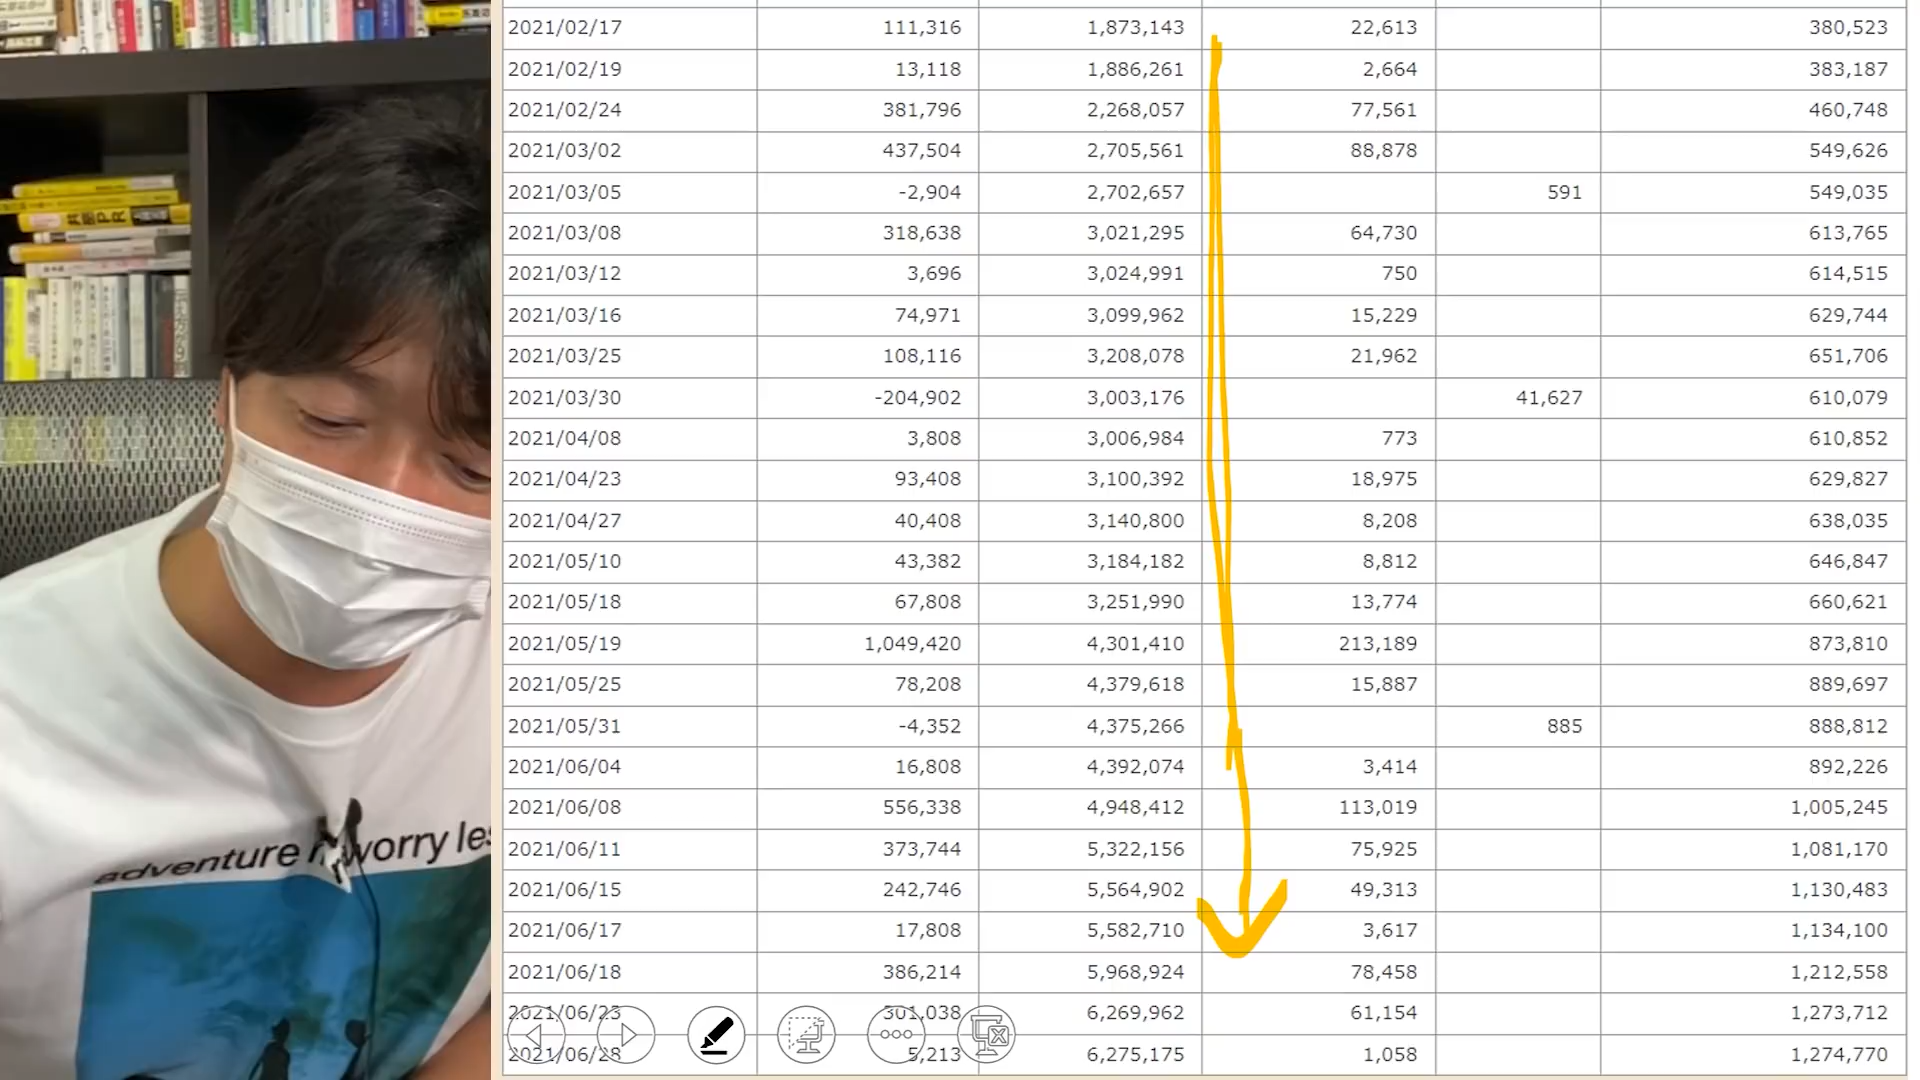 2021/02/17 111,316 1,873,143 22,613 380,523
2021/02/19 13,118 1,886,261 2,664 383,187
2021/02/24 381,796 2,268,057 77,561 460,748
2021/03/02 437,504 2,705,561 88,878 549,626
2021/03/05 -2,904 2,702,657 591 549,035
2021/03/08 318,638 3,021,295 64,730 613,765
2021/03/12 3,696 3,024,991 750 614,515
2021/03/16 74,971 3,099,962 15,229 629,744
2021/03/25 108,116 3,208,078 21,962 651,706
2021/03/30 -204,902 3,003,176 41,627 610,079
2021/04/08 3,808 3,006,984 773 610,852
2021/04/23 93,408 3,100,392 18,975 629,827
2021/04/27 40,408 3,140,800 8,208 638,035
2021/05/10 43,382 3,184,182 8,812 646,847
2021/05/18 67,808 3,251,990 13,774 660,621
2021/05/19 1,049,420 4,301,410 213,189 873,810
2021/05/25 78,208 4,379,618 15,887 889,697
2021/05/31 -4,352 4,375,266 885 888,812
2021/06/04 16,808 4,392,074 3,414 892,226
2021/06/08 556,338 4,948,412 113,019 1,005,245
2021/06/11 373,744 5,322,156 75,925 1,081,170
2021/06/15 242,746 5,564,902 49,313 1,130,483
2021/06/17 17,808 5,582,710 3,617 1,134,100
2021/06/18 386,214 5,968,924 78,458 1,212,558
2021/06/23 301,038 6,269,962 61,154 1,273,712
2021/06/28 5,213 6,275,175 1,058 1,274,770
PR
adventure worry